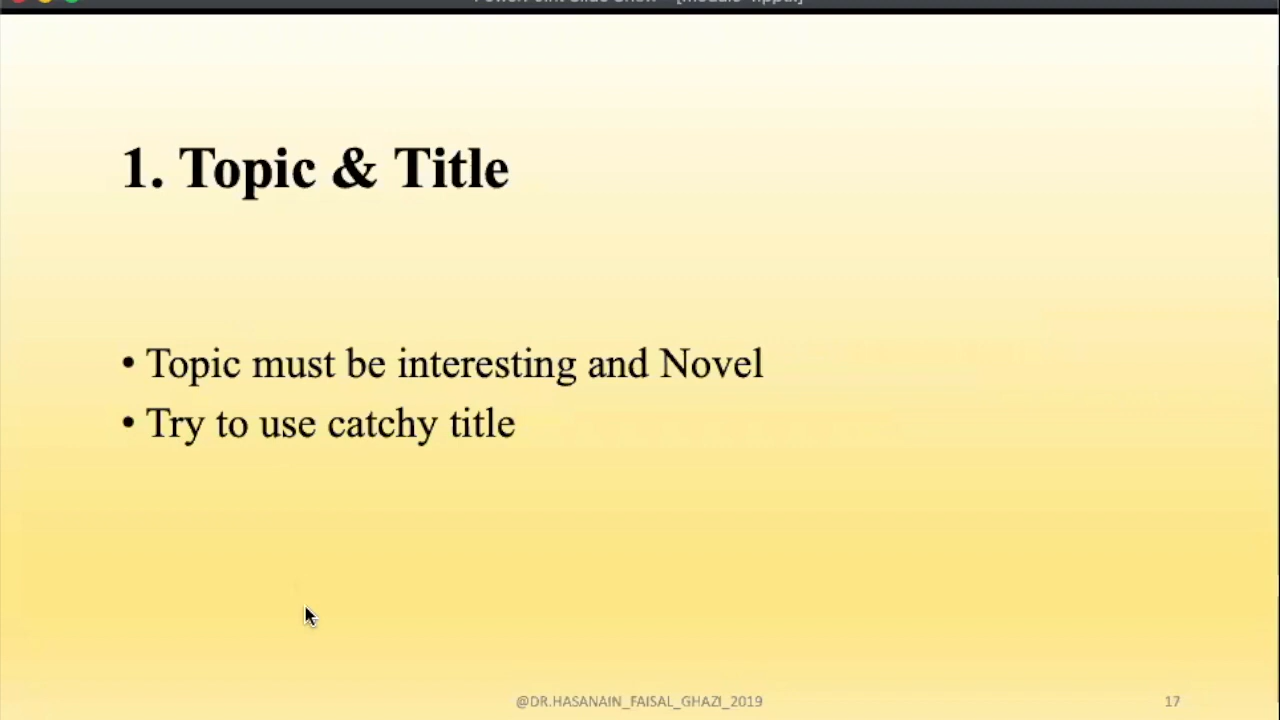 1. Topic & Title
• Topic must be interesting and Novel
• Try to use catchy title
@DR.HASANAIN_FAISAL_GHAZI_2019
17